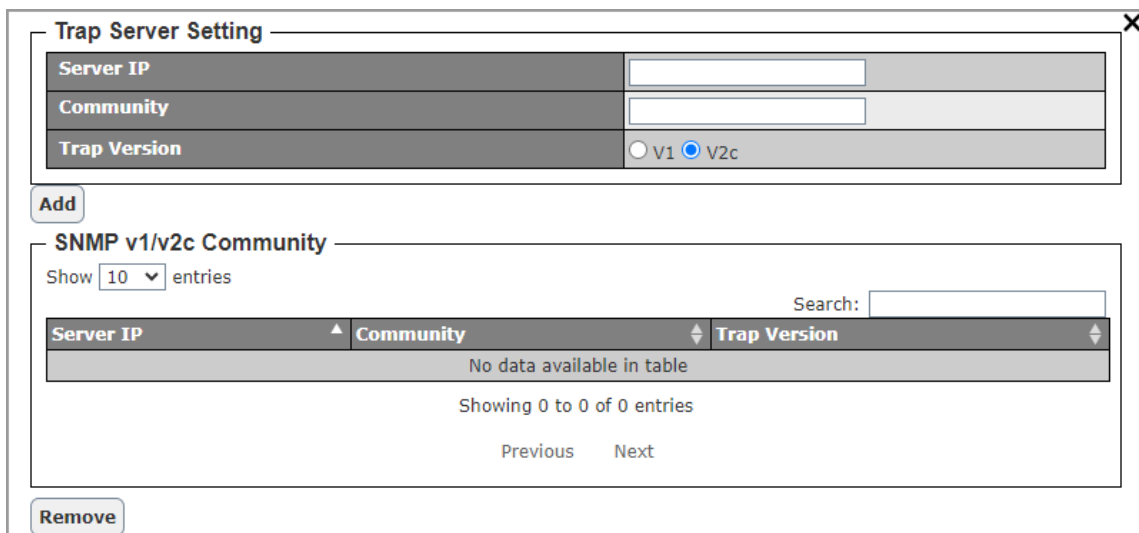 Trap Server Setting
Server IP
Community
Trap Version V1 V2c
Add
SNMP v1/v2c Community
Show 10 entries
Search:
Server IP Community Trap Version
No data available in table
Showing 0 to 0 of 0 entries
Previous Next
Remove